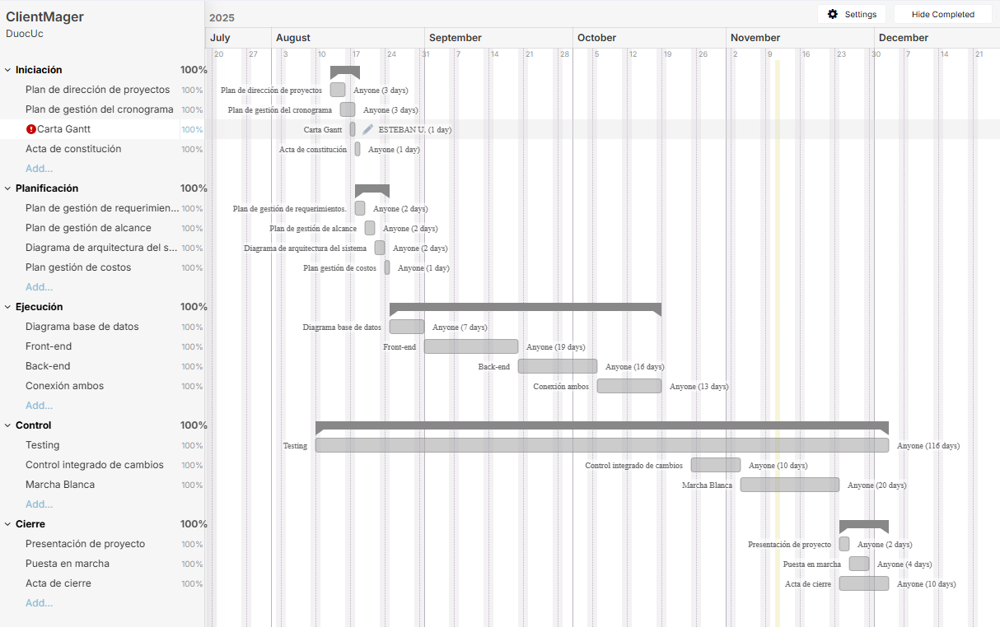 ClientMager
DuocUc
2025
Settings
Hide Completed
July August September October November December
20 27 3 10 17 24 31 7 14 21 28 5 12 19 26 2 9 16 23 30 7 14 21
Iniciación 100%
Plan de dirección de proyectos 100% Plan de dirección de proyectos Anyone (3 days)
Plan de gestión del cronograma 100% Plan de gestión del cronograma Anyone (3 days)
Carta Gantt 100% Carta Gantt ESTEBAN U. (1 day)
Acta de constitución 100% Acta de constitución Anyone (1 day)
Add...
Planificación 100%
Plan de gestión de requerimien... 100% Plan de gestión de requerimientos. Anyone (2 days)
Plan de gestión de alcance 100% Plan de gestión de alcance Anyone (2 days)
Diagrama de arquitectura del s... 100% Diagrama de arquitectura del sistema Anyone (2 days)
Plan gestión de costos 100% Plan gestión de costos Anyone (1 day)
Add...
Ejecución 100%
Diagrama base de datos 100% Diagrama base de datos Anyone (7 days)
Front-end 100% Front-end Anyone (19 days)
Back-end 100% Back-end Anyone (16 days)
Conexión ambos 100% Conexión ambos Anyone (13 days)
Add...
Control 100%
Testing 100% Testing Anyone (116 days)
Control integrado de cambios 100% Control integrado de cambios Anyone (10 days)
Marcha Blanca 100% Marcha Blanca Anyone (20 days)
Add...
Cierre 100%
Presentación de proyecto 100% Presentación de proyecto Anyone (2 days)
Puesta en marcha 100% Puesta en marcha Anyone (4 days)
Acta de cierre 100% Acta de cierre Anyone (10 days)
Add...